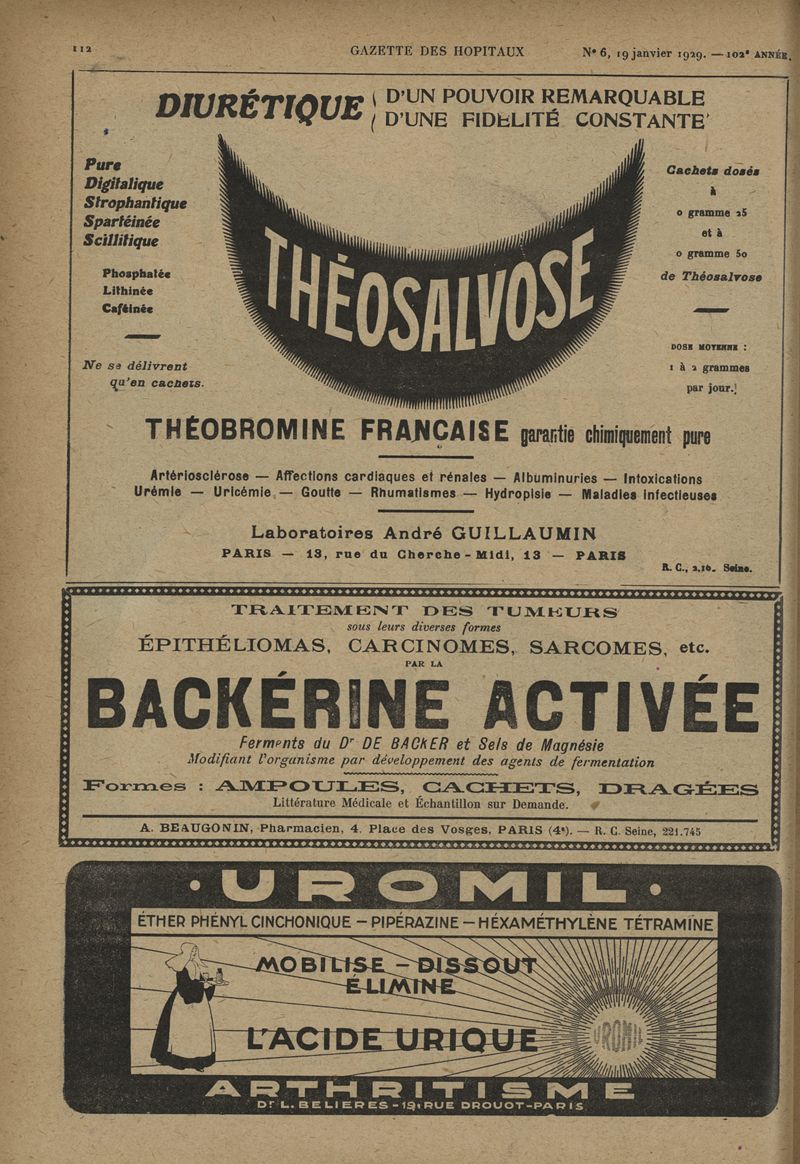 112
GAZETTE DES HOPITAUX
N° 6, 19 janvier 1929. — 102e ANNÉE.
DIURÉTIQUE
D'UN POUVOIR REMARQUABLE
D'UNE FIDÉLITÉ CONSTANTE
Pure
Digitalique
Strophantique
Spartéinée
Scillitique
Phosphatée
Lithinée
Caféinée
Ne se délivrent
qu'en cachets.
THÉOSALVOSE
Cachets dosés
à
0 gramme 25
et à
0 gramme 50
de Théosalvose
DOSE MOYENNE :
1 à 2 grammes
par jour.
THÉOBROMINE FRANÇAISE garantie chimiquement pure
Artériosclérose — Affections cardiaques et rénales — Albuminuries — Intoxications
Urémie — Uricémie — Goutte — Rhumatismes — Hydropisie — Maladies infectieuses
Laboratoires André GUILLAUMIN
PARIS — 13, rue du Cherche-Midi, 13 — PARIS
R. C., Seine.
TRAITEMENT DES TUMEURS
sous leurs diverses formes
ÉPITHÉLIOMAS, CARCINOMES, SARCOMES, etc.
PAR LA
BACKÉRINE ACTIVÉE
Ferments du Dr DE BACKER et Sels de Magnésie
Modifiant l'organisme par développement des agents de fermentation
Formes : AMPOULES, CACHETS, DRAGÉES
Littérature Médicale et Échantillon sur Demande.
A. BEAUGONIN, Pharmacien, 4, Place des Vosges, PARIS (4e). — R. C. Seine, 221.745
· UROMIL ·
ÉTHER PHÉNYL CINCHONIQUE – PIPÉRAZINE – HÉXAMÉTHYLÈNE TÉTRAMINE
MOBILISE – DISSOUT
ÉLIMINE
L'ACIDE URIQUE
UROMIL
ARTHRITISME
Dr L. BELIERES - 19, RUE DROUOT - PARIS